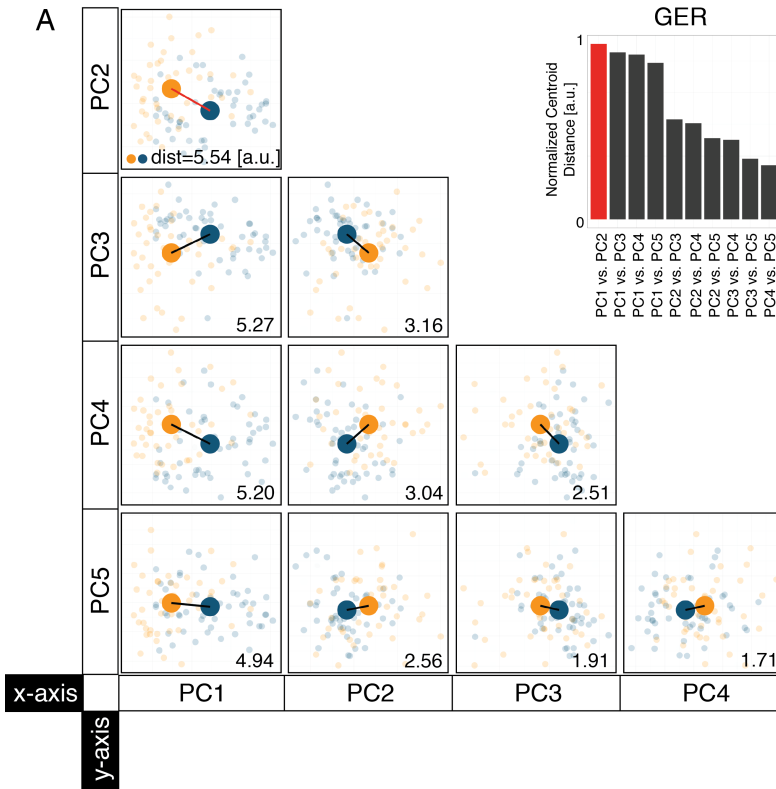 A
GER
PC2
dist=5.54 [a.u.]
Normalized Centroid
Distance [a.u.]
1
0
PC1 vs. PC2
PC1 vs. PC3
PC1 vs. PC4
PC1 vs. PC5
PC2 vs. PC3
PC2 vs. PC4
PC2 vs. PC5
PC3 vs. PC4
PC3 vs. PC5
PC4 vs. PC5
PC3
5.27
3.16
PC4
5.20
3.04
2.51
PC5
4.94
2.56
1.91
1.71
x-axis
PC1
PC2
PC3
PC4
y-axis